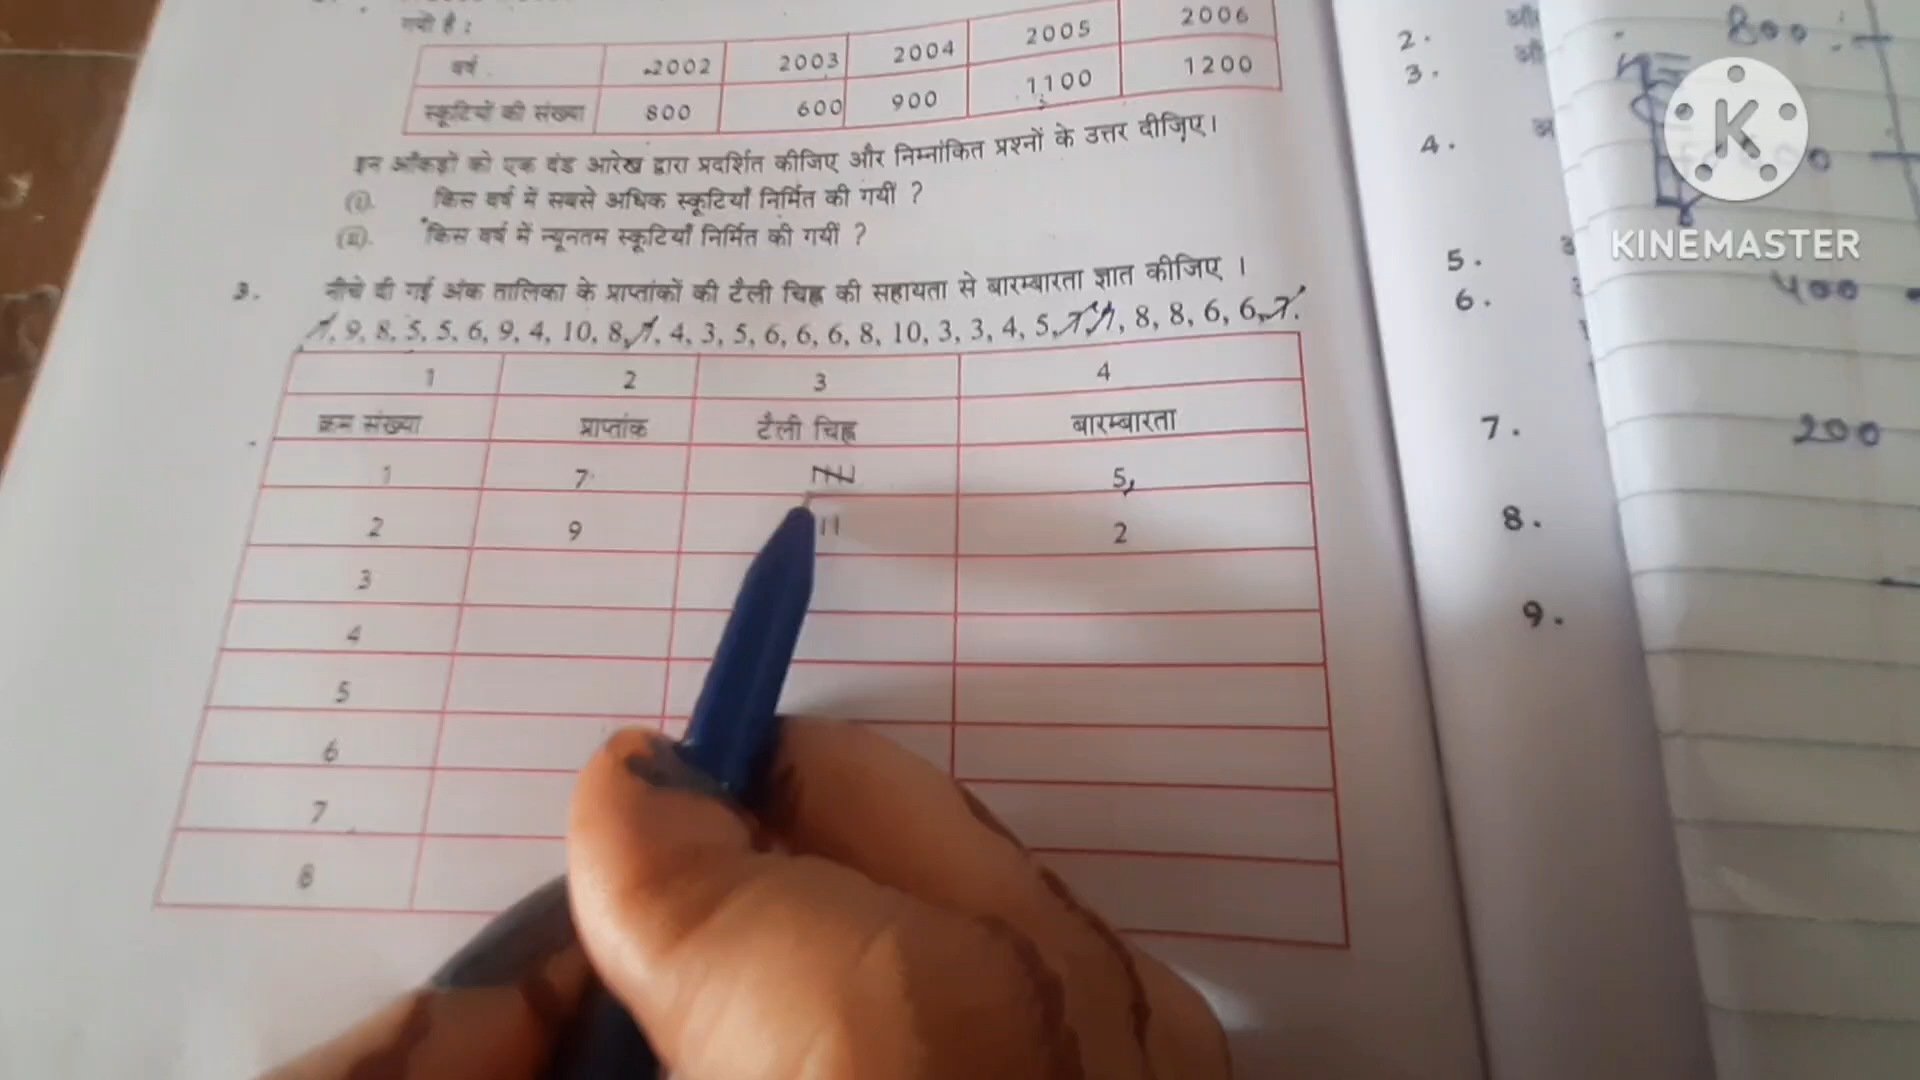 गयी है :
वर्ष 2002 2003 2004 2005 2006
स्कूटियों की संख्या 800 600 900 1100 1200
इन आँकड़ों को एक दंड आरेख द्वारा प्रदर्शित कीजिए और निम्नांकित प्रश्नों के उत्तर दीजिए।
(i). किस वर्ष में सबसे अधिक स्कूटियाँ निर्मित की गयीं ?
(ii). किस वर्ष में न्यूनतम स्कूटियाँ निर्मित की गयीं ?
3. नीचे दी गई अंक तालिका के प्राप्तांकों की टैली चिह्न की सहायता से बारम्बारता ज्ञात कीजिए ।
7, 9, 8, 5, 5, 6, 9, 4, 10, 8, 7, 4, 3, 5, 6, 6, 6, 8, 10, 3, 3, 4, 5, 7, 7, 8, 8, 6, 6, 7.
1 2 3 4
क्रम संख्या प्राप्तांक टैली चिह्न बारम्बारता
1 7 5
2 9 11 2
3
4
5
6
7
8
2.
3.
4.
5.
6.
7.
8.
9.
800
400
200
K
KINEMASTER